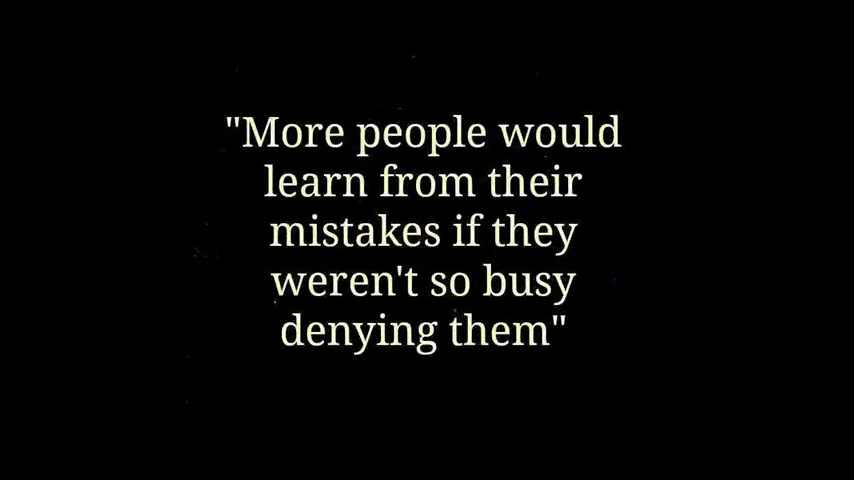 "More people would
learn from their
mistakes if they
weren't so busy
denying them"